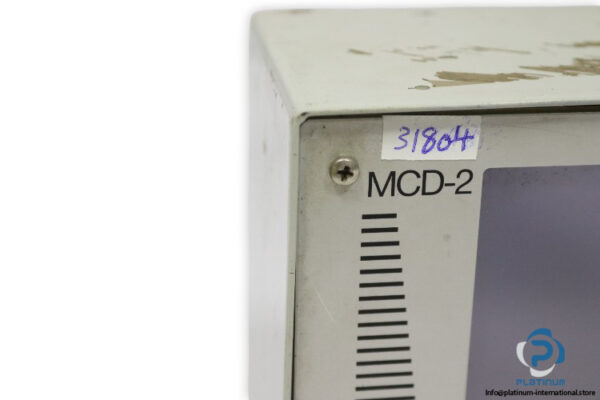 31804
MCD-2
PLATINUM
Info@platinum-international.store